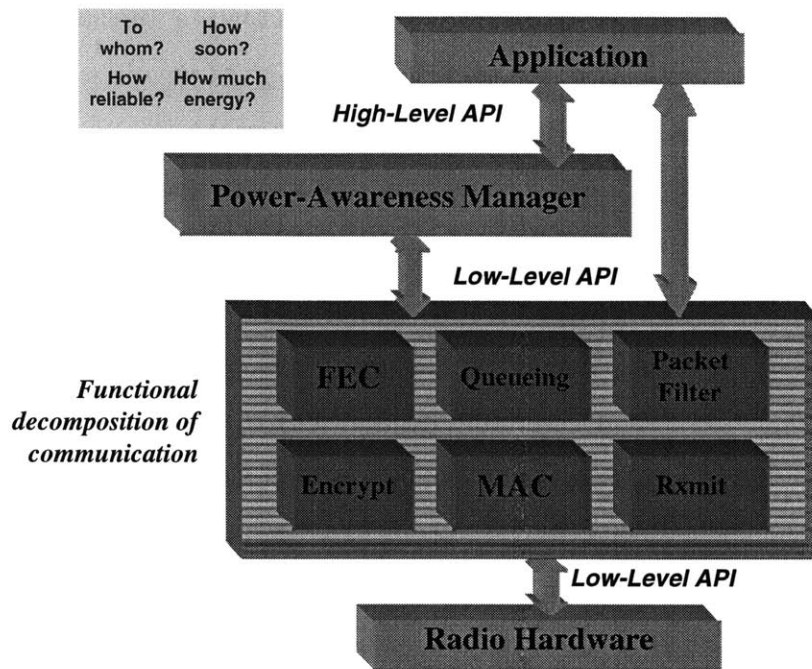 To whom?
How soon?
How reliable?
How much energy?
Application
High-Level API
Power-Awareness Manager
Low-Level API
FEC
Queueing
Packet
Filter
Functional
decomposition of
communication
Encrypt
MAC
Rxmit
Low-Level API
Radio Hardware